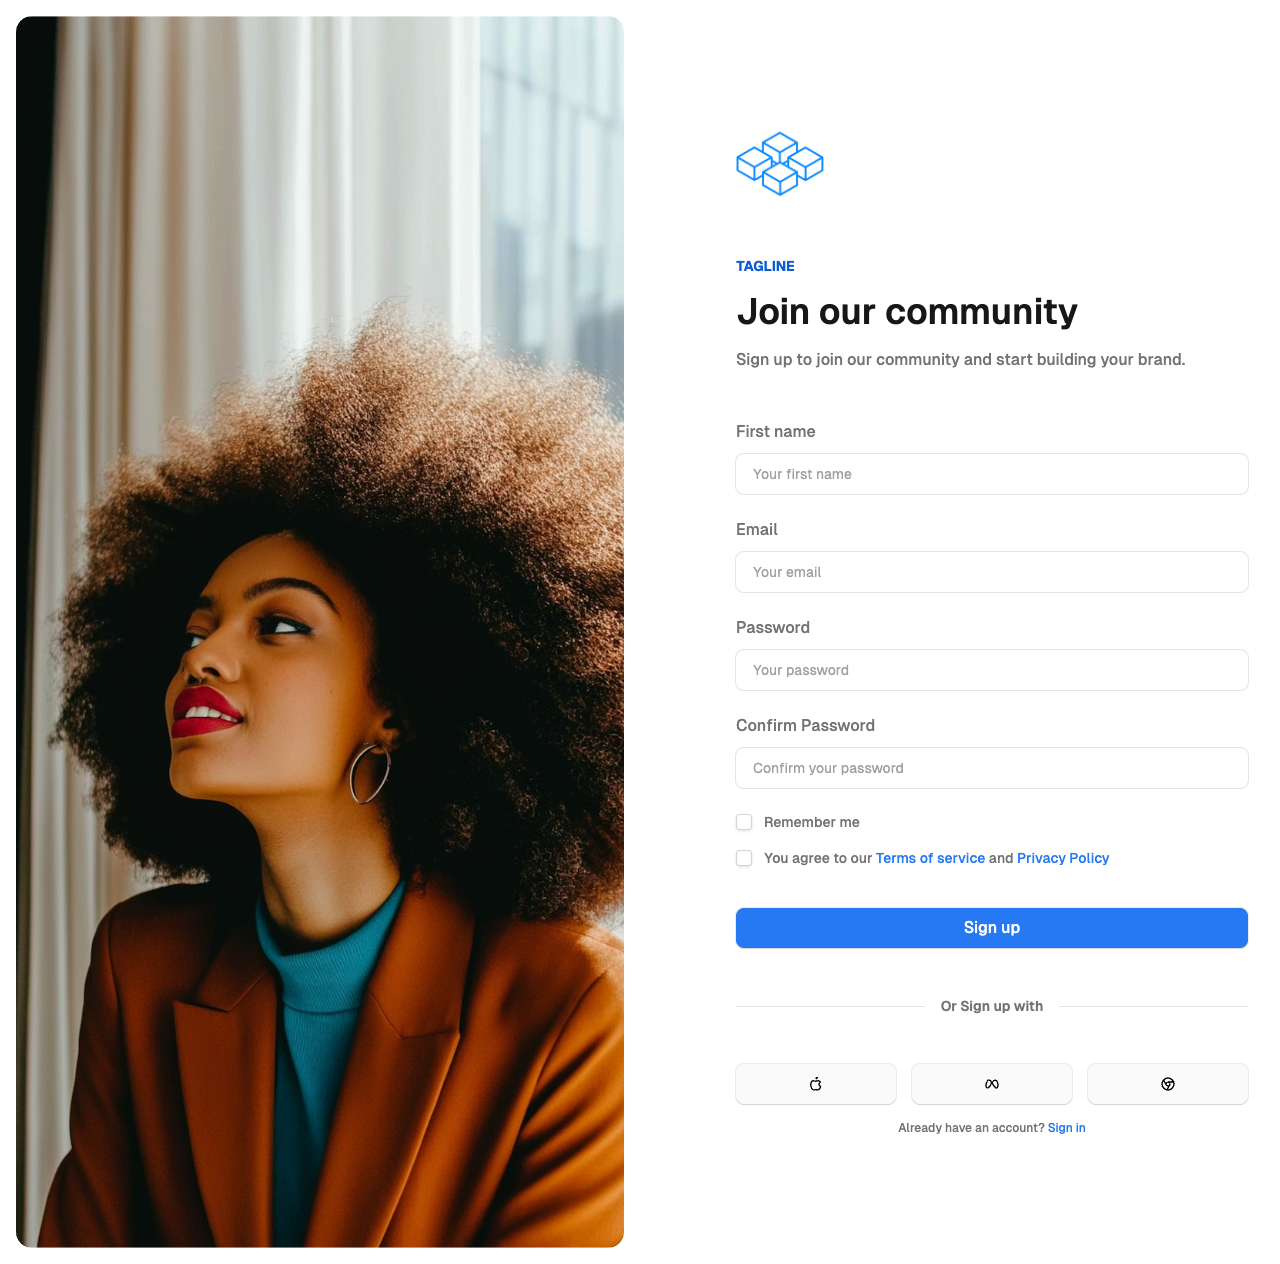 TAGLINE
Join our community
Sign up to join our community and start building your brand.
First name
Your first name
Email
Your email
Password
Your password
Confirm Password
Confirm your password
Remember me
You agree to our Terms of service and Privacy Policy
Sign up
Or Sign up with
Already have an account? Sign in